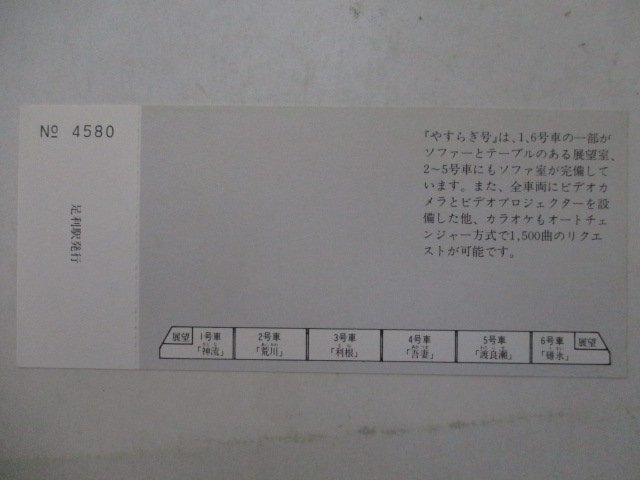 № 4580
足利駅発行
『やすらぎ号』は、1、6号車の一部が
ソファーとテーブルのある展望室、
2~5号車にもソファ室が完備して
います。また、全車両にビデオカ
メラとビデオプロジェクターを設
備した他、カラオケもオートチェ
ンジャー方式で1,500曲のリクエ
ストが可能です。
展望 1号車 2号車 3号車 4号車 5号車 6号車 展望
「神流」 「荒川」 「利根」 「吾妻」 「渡良瀬」 「碓氷」